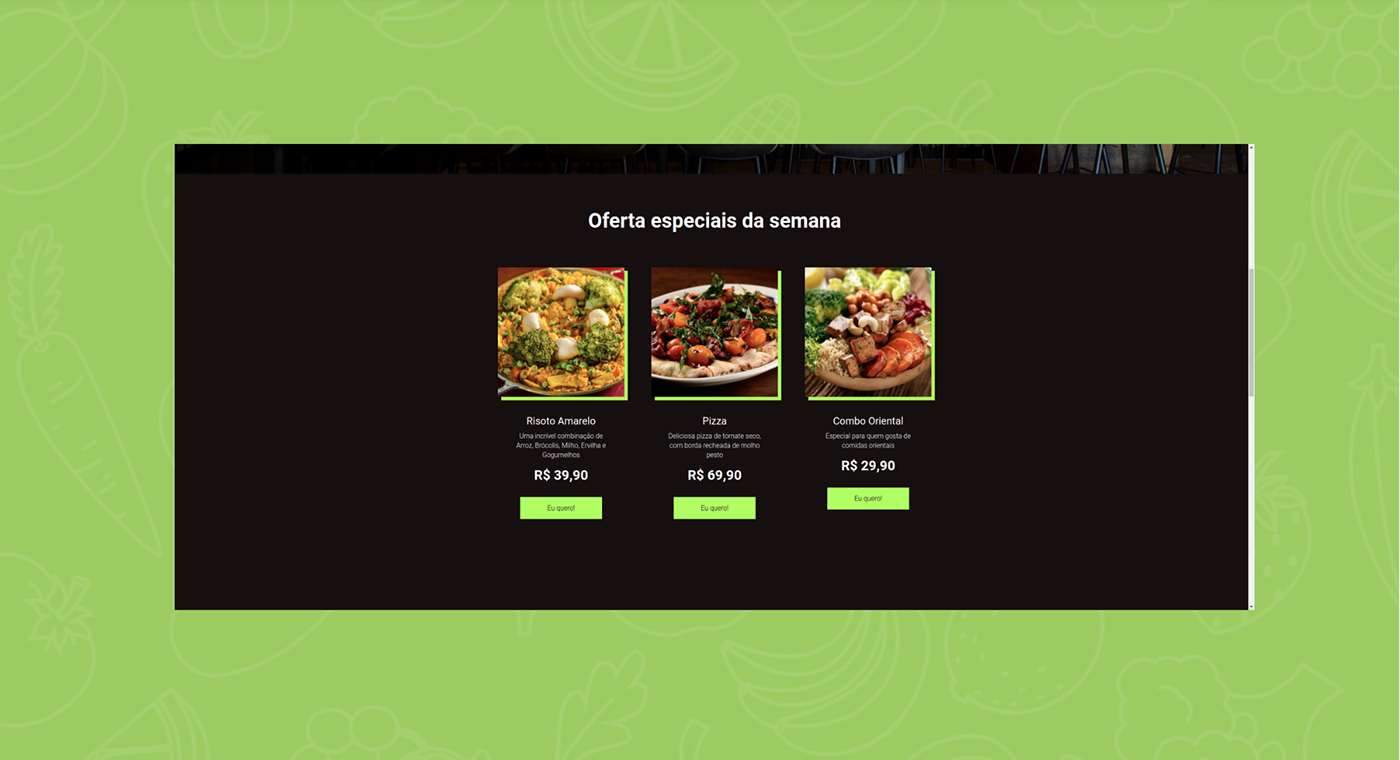 Oferta especiais da semana
Risoto Amarelo
Uma incrível combinação de
Arroz, Brócolis, Milho, Ervilha e
Gogumelhos
R$ 39,90
Eu quero!
Pizza
Deliciosa pizza de tomate seco,
com borda recheada de molho
pesto
R$ 69,90
Eu quero!
Combo Oriental
Especial para quem gosta de
comidas orientais
R$ 29,90
Eu quero!